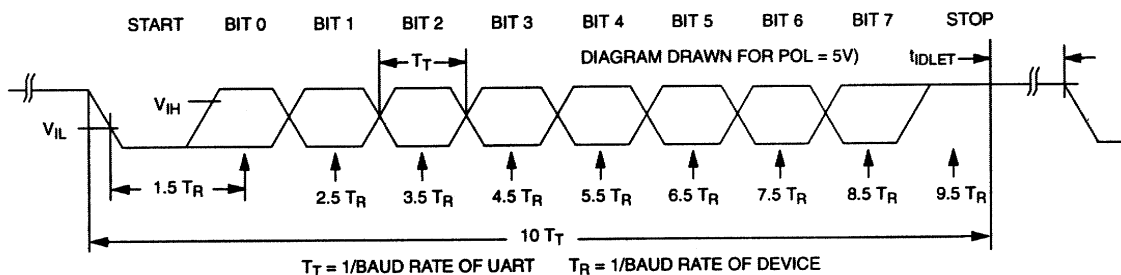 START BIT 0 BIT 1 BIT 2 BIT 3 BIT 4 BIT 5 BIT 6 BIT 7 STOP
T_T DIAGRAM DRAWN FOR POL = 5V) t_IDLET
V_IH
V_IL
1.5 T_R 2.5 T_R 3.5 T_R 4.5 T_R 5.5 T_R 6.5 T_R 7.5 T_R 8.5 T_R 9.5 T_R
10 T_T
T_T = 1/BAUD RATE OF UART T_R = 1/BAUD RATE OF DEVICE